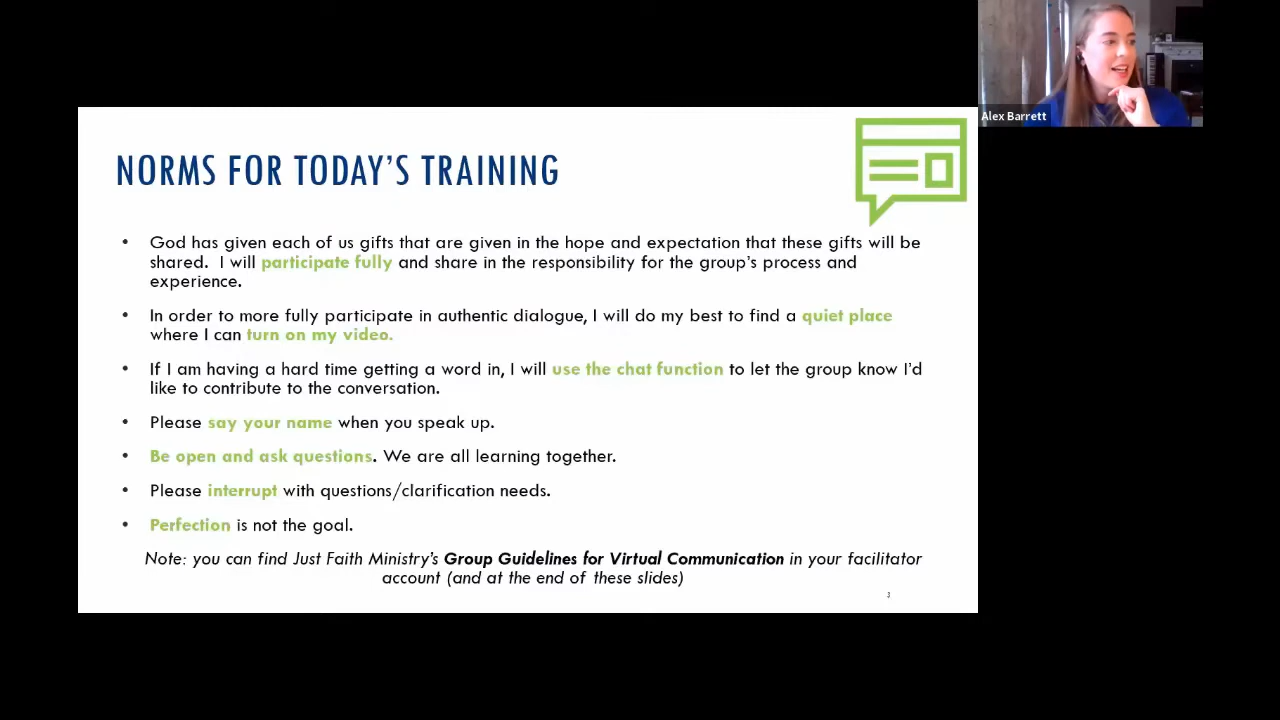 Alex Barrett
NORMS FOR TODAY'S TRAINING
• God has given each of us gifts that are given in the hope and expectation that these gifts will be
shared.  I will participate fully and share in the responsibility for the group's process and
experience.
• In order to more fully participate in authentic dialogue, I will do my best to find a quiet place
where I can turn on my video.
• If I am having a hard time getting a word in, I will use the chat function to let the group know I'd
like to contribute to the conversation.
• Please say your name when you speak up.
• Be open and ask questions. We are all learning together.
• Please interrupt with questions/clarification needs.
• Perfection is not the goal.
Note: you can find Just Faith Ministry's Group Guidelines for Virtual Communication in your facilitator
account (and at the end of these slides)
3